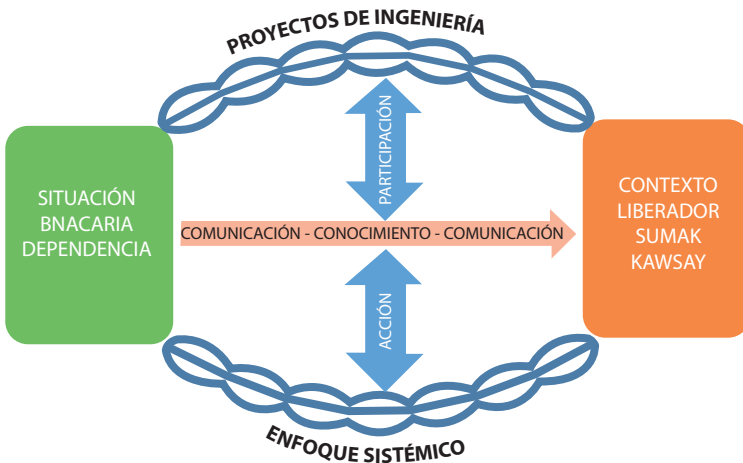 PROYECTOS DE INGENIERÍA
SITUACIÓN
BNACARIA
DEPENDENCIA
PARTICIPACIÓN
COMUNICACIÓN - CONOCIMIENTO - COMUNICACIÓN
ACCIÓN
CONTEXTO
LIBERADOR
SUMAK
KAWSAY
ENFOQUE SISTÉMICO